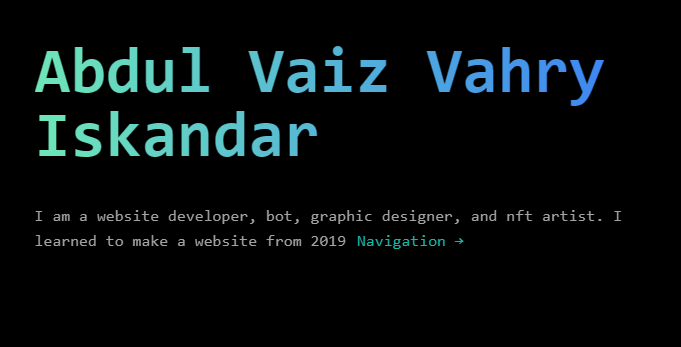 Abdul Vaiz Vahry
Iskandar
I am a website developer, bot, graphic designer, and nft artist. I
learned to make a website from 2019 Navigation →